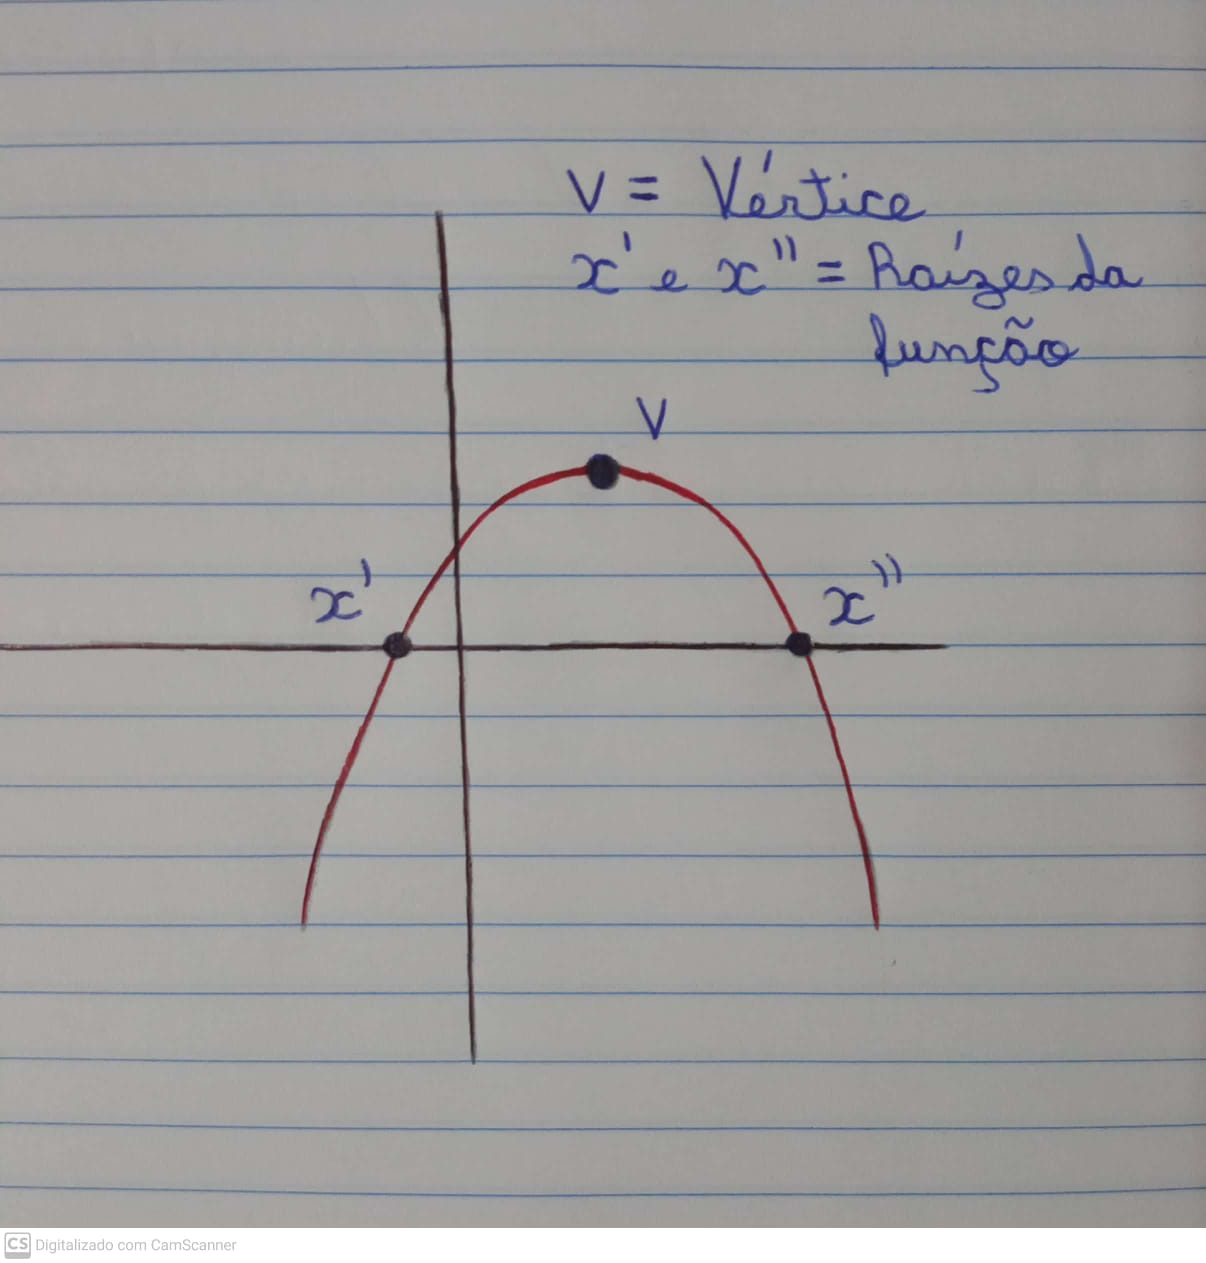 V = Vértice
x' e x'' = Raízes da
função
V
x'
x''
CS Digitalizado com CamScanner